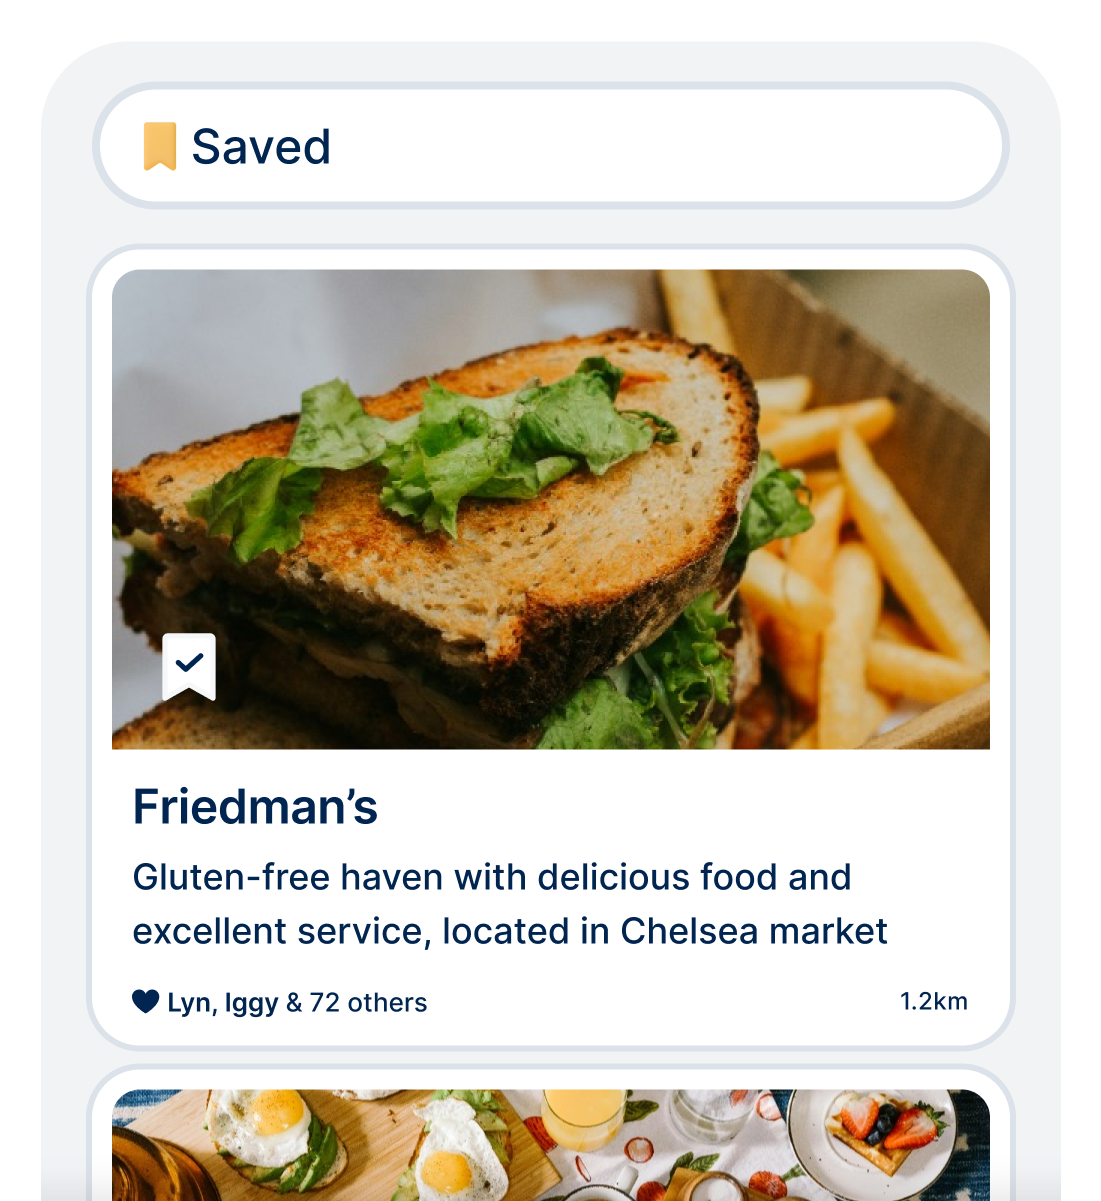 Saved
Friedman’s
Gluten-free haven with delicious food and
excellent service, located in Chelsea market
Lyn, Iggy & 72 others
1.2km